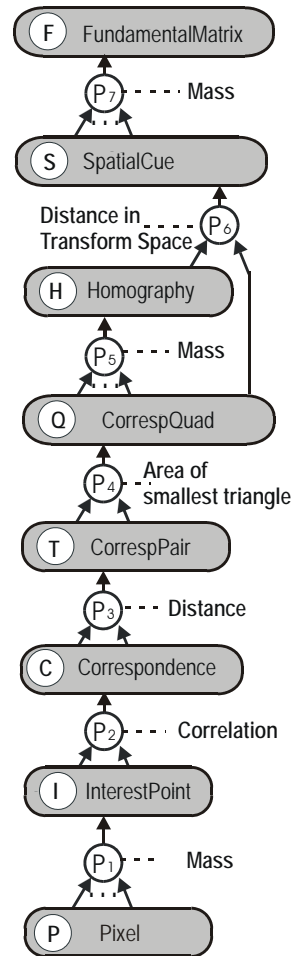 F FundamentalMatrix
P7 Mass
S SpatialCue
Distance in
Transform Space
P6
H Homography
P5 Mass
Q CorrespQuad
P4 Area of
smallest triangle
T CorrespPair
P3 Distance
C Correspondence
P2 Correlation
I InterestPoint
P1 Mass
P Pixel